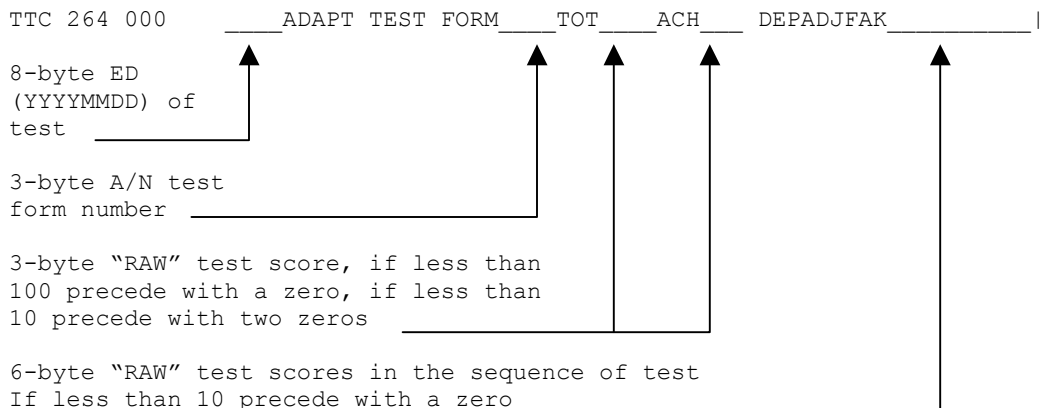 TTC 264 000 ____ADAPT TEST FORM____TOT____ACH___ DEPADJFAK__________|
8-byte ED
(YYYYMMDD) of
test
3-byte A/N test
form number
3-byte “RAW” test score, if less than
100 precede with a zero, if less than
10 precede with two zeros
6-byte “RAW” test scores in the sequence of test
If less than 10 precede with a zero